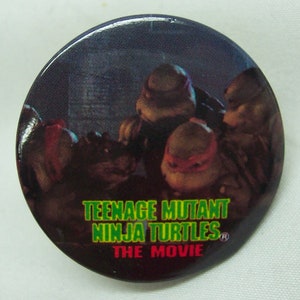 TEENAGE MUTANT
NINJA TURTLES®
THE MOVIE